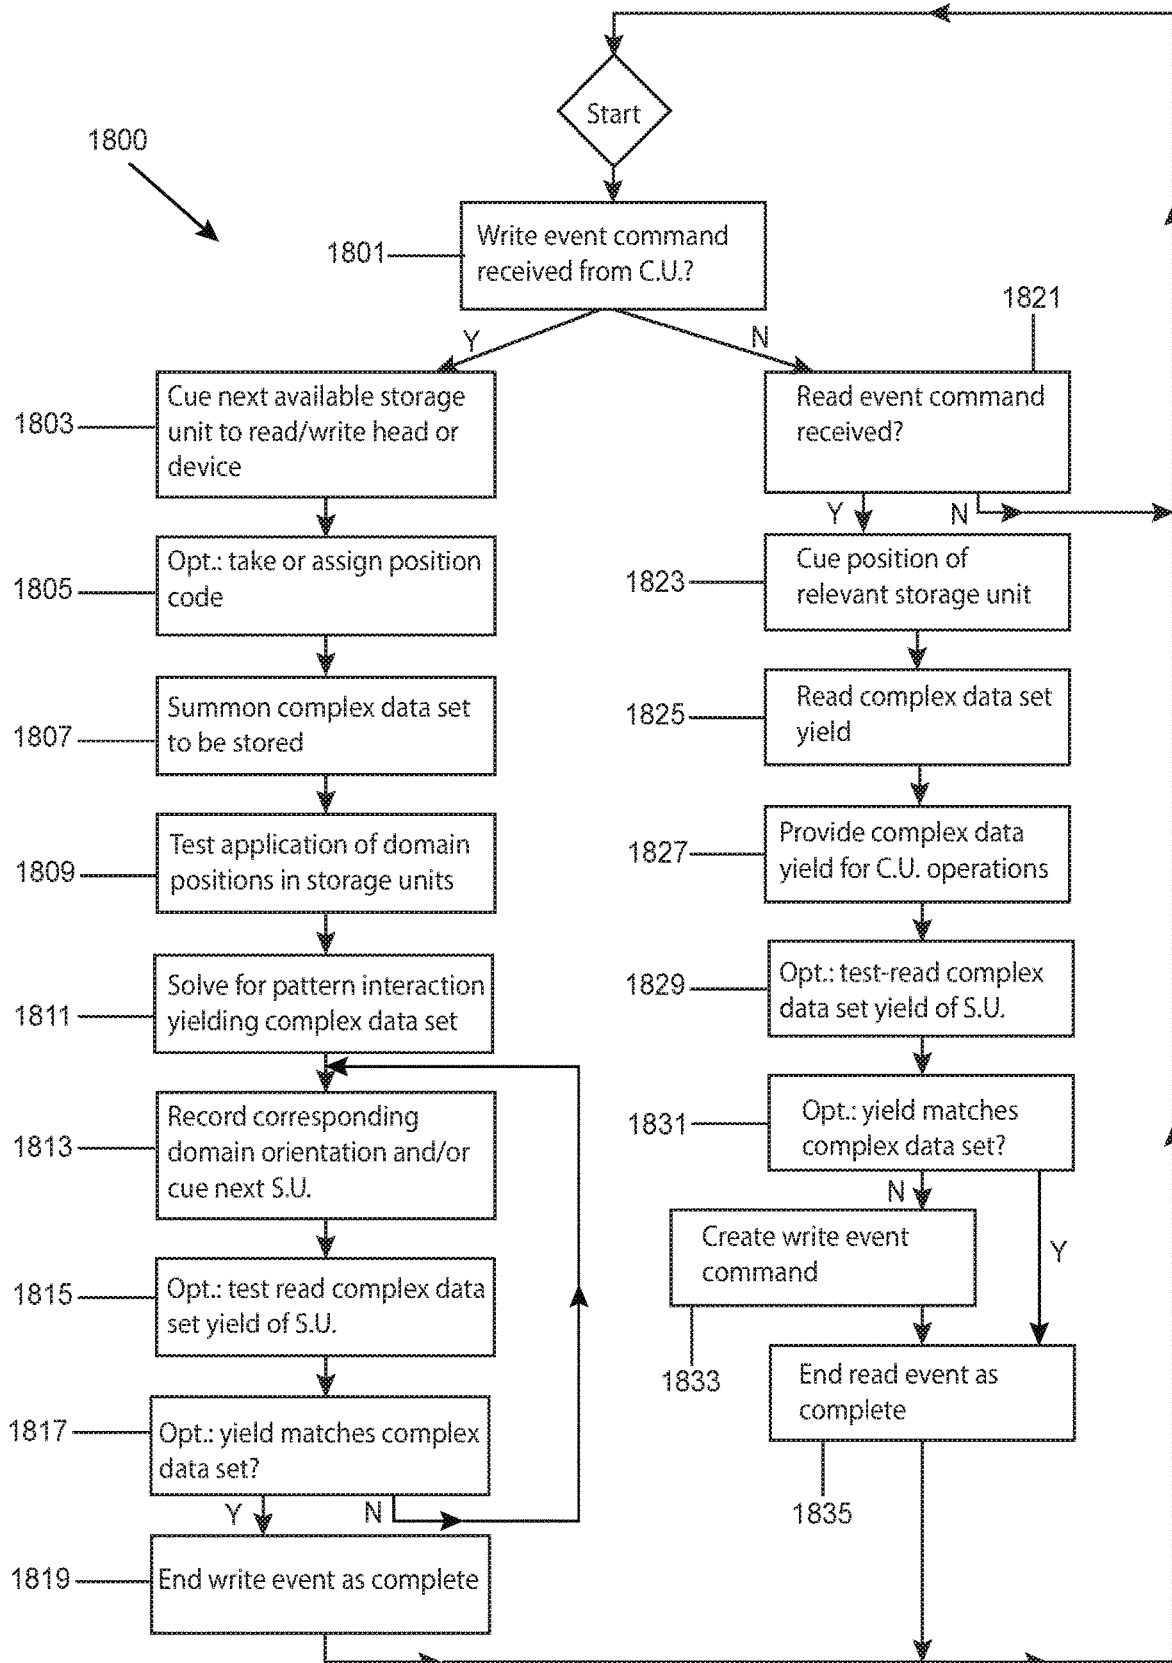 Start
1800
Write event command
received from C.U.?
1801
Y
N
1821
Cue next available storage
unit to read/write head or
device
1803
Read event command
received?
Y
N
Opt.: take or assign position
code
1805
Cue position of
relevant storage unit
1823
Summon complex data set
to be stored
1807
Read complex data set
yield
1825
Test application of domain
positions in storage units
1809
Provide complex data
yield for C.U. operations
1827
Solve for pattern interaction
yielding complex data set
1811
Opt.: test-read complex
data set yield of S.U.
1829
Record corresponding
domain orientation and/or
cue next S.U.
1813
Opt.: yield matches
complex data set?
1831
N
Y
Create write event
command
1833
Opt.: test read complex data
set yield of S.U.
1815
End read event as
complete
1835
Opt.: yield matches complex
data set?
1817
Y
N
End write event as complete
1819